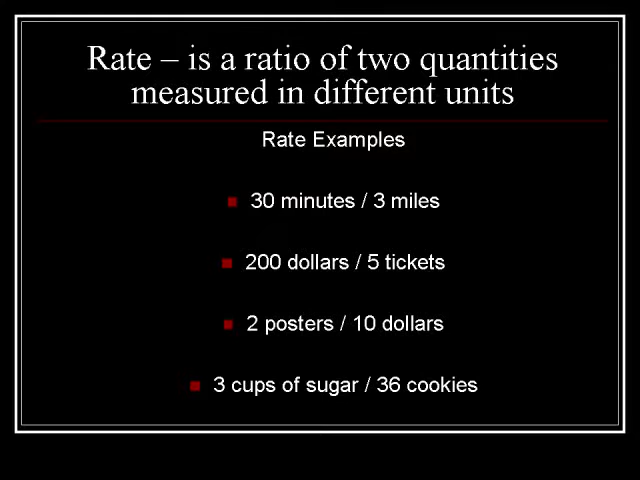 Rate – is a ratio of two quantities
measured in different units
Rate Examples
30 minutes / 3 miles
200 dollars / 5 tickets
2 posters / 10 dollars
3 cups of sugar / 36 cookies